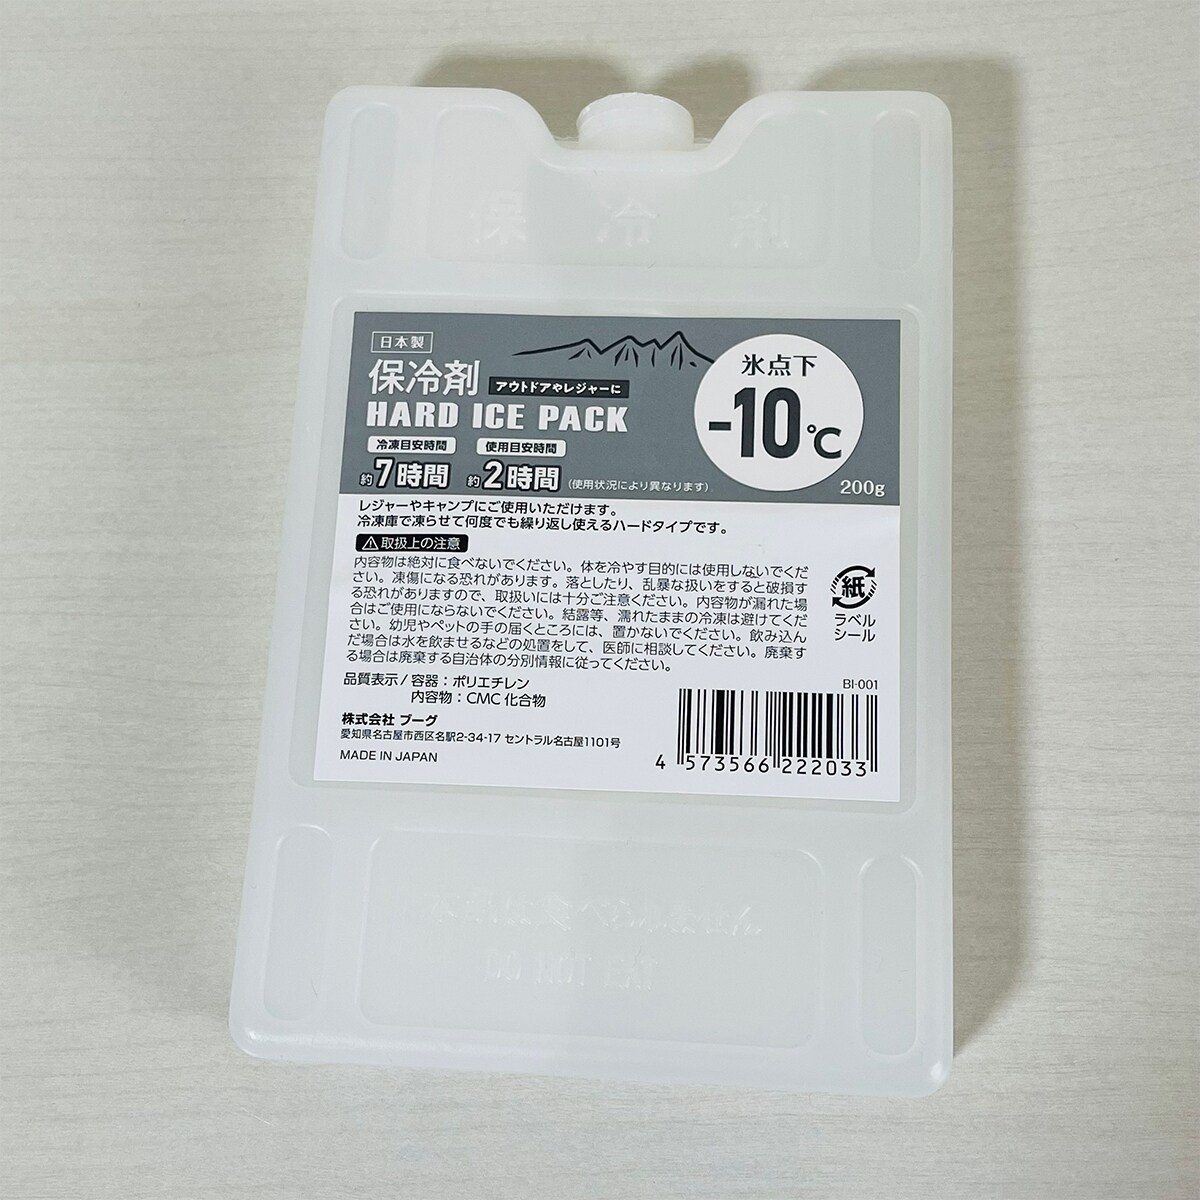 日本製
保冷剤 アウトドアやレジャーに
HARD ICE PACK
冷凍目安時間 使用目安時間
約7時間 約2時間 (使用状況により異なります)
氷点下
-10℃
200g
レジャーやキャンプにご使用いただけます。
冷凍庫で凍らせて何度でも繰り返し使えるハードタイプです。
取扱上の注意
内容物は絶対に食べないでください。体を冷やす目的には使用しないでくだ
さい。凍傷になる恐れがあります。落としたり、乱暴な扱いをすると破損す
る恐れがありますので、取扱いには十分ご注意ください。内容物が漏れた場
合はご使用にならないでください。結露等、濡れたままの冷凍は避けてくだ
さい。幼児やペットの手の届くところには、置かないでください。飲み込ん
だ場合は水を飲ませるなどの処置をして、医師に相談してください。廃棄す
る場合は廃棄する自治体の分別情報に従ってください。
紙
ラベル
シール
品質表示/容器：ポリエチレン
内容物：CMC化合物
株式会社 ブーグ
愛知県名古屋市西区名駅2-34-17 セントラル名古屋1101号
MADE IN JAPAN
BI-001
4 573566 222033